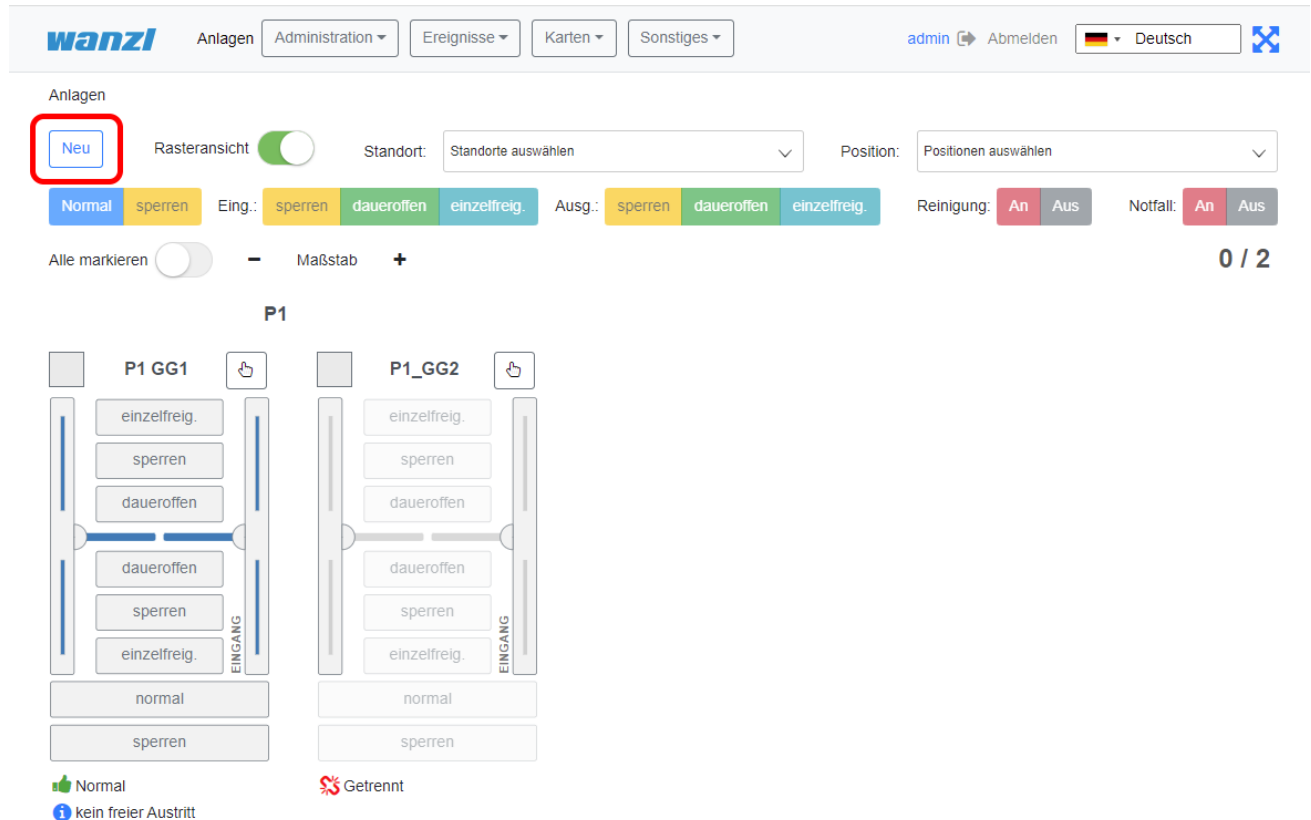 wanzl Anlagen Administration Ereignisse Karten Sonstiges admin Abmelden Deutsch
Anlagen
Neu Rasteransicht Standort: Standorte auswählen Position: Positionen auswählen
Normal sperren Eing.: sperren daueroffen einzelfreig. Ausg.: sperren daueroffen einzelfreig. Reinigung: An Aus Notfall: An Aus
Alle markieren − Maßstab + 0 / 2
P1
P1 GG1 P1_GG2
einzelfreig. einzelfreig.
sperren sperren
daueroffen daueroffen
daueroffen daueroffen
sperren sperren
einzelfreig. EINGANG einzelfreig. EINGANG
normal normal
sperren sperren
Normal Getrennt
kein freier Austritt